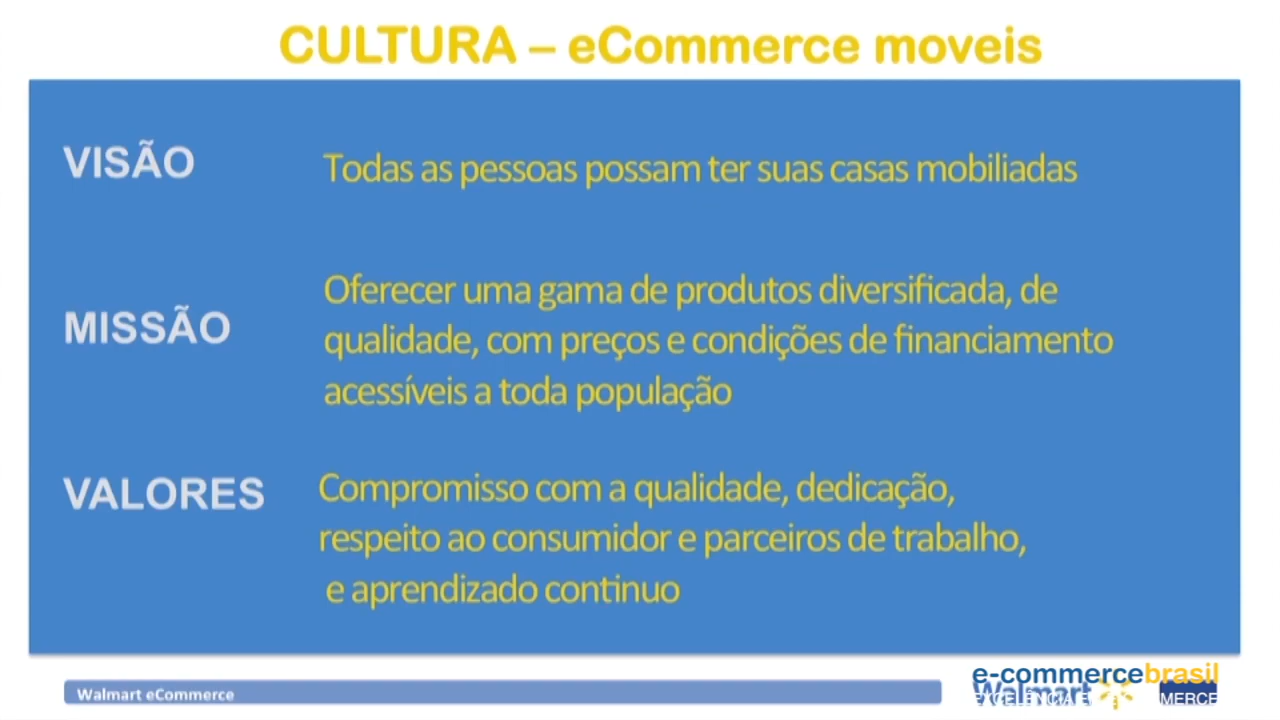 CULTURA – eCommerce moveis
VISÃO
Todas as pessoas possam ter suas casas mobiliadas
MISSÃO
Oferecer uma gama de produtos diversificada, de
qualidade, com preços e condições de financiamento
acessíveis a toda população
VALORES
Compromisso com a qualidade, dedicação,
respeito ao consumidor e parceiros de trabalho,
e aprendizado continuo
Walmart eCommerce
e-commercebrasil
Walmart
EXCELÊNCIA